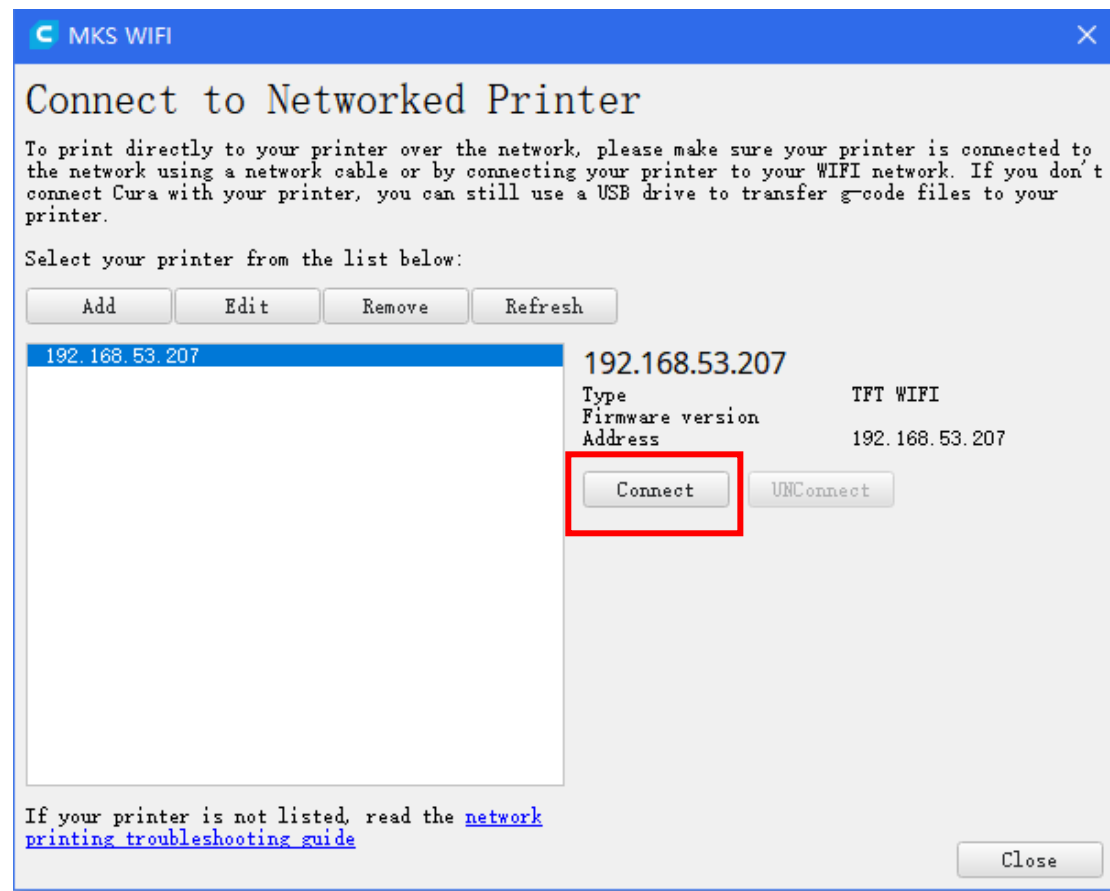 MKS WIFI
Connect to Networked Printer
To print directly to your printer over the network, please make sure your printer is connected to
the network using a network cable or by connecting your printer to your WIFI network. If you don't
connect Cura with your printer, you can still use a USB drive to transfer g-code files to your
printer.
Select your printer from the list below:
Add Edit Remove Refresh
192.168.53.207
192.168.53.207
Type TFT WIFI
Firmware version
Address 192.168.53.207
Connect UNConnect
If your printer is not listed, read the network
printing troubleshooting guide
Close